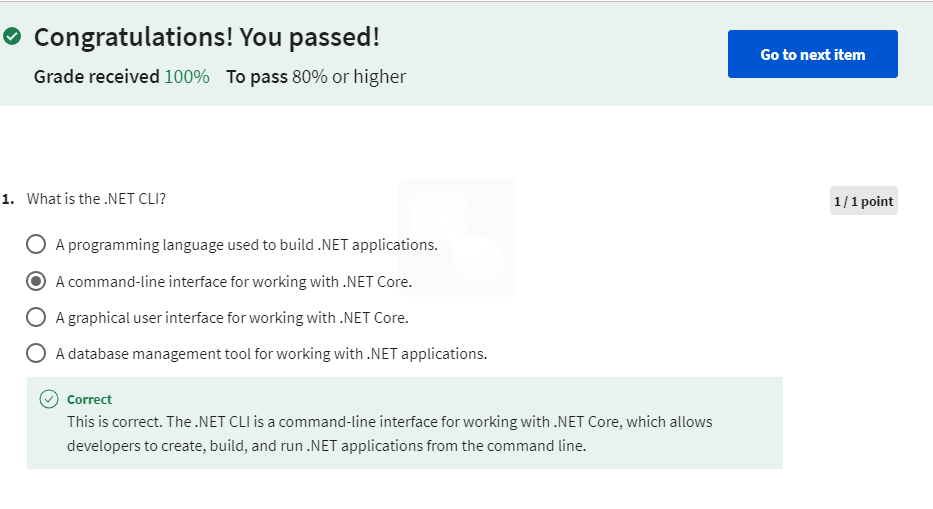 Congratulations! You passed!
Grade received 100% To pass 80% or higher
Go to next item
1. What is the .NET CLI?
1 / 1 point
A programming language used to build .NET applications.
A command-line interface for working with .NET Core.
A graphical user interface for working with .NET Core.
A database management tool for working with .NET applications.
Correct
This is correct. The .NET CLI is a command-line interface for working with .NET Core, which allows
developers to create, build, and run .NET applications from the command line.